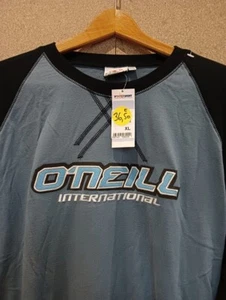 36,50
XL
O'NEILL
INTERNATIONAL